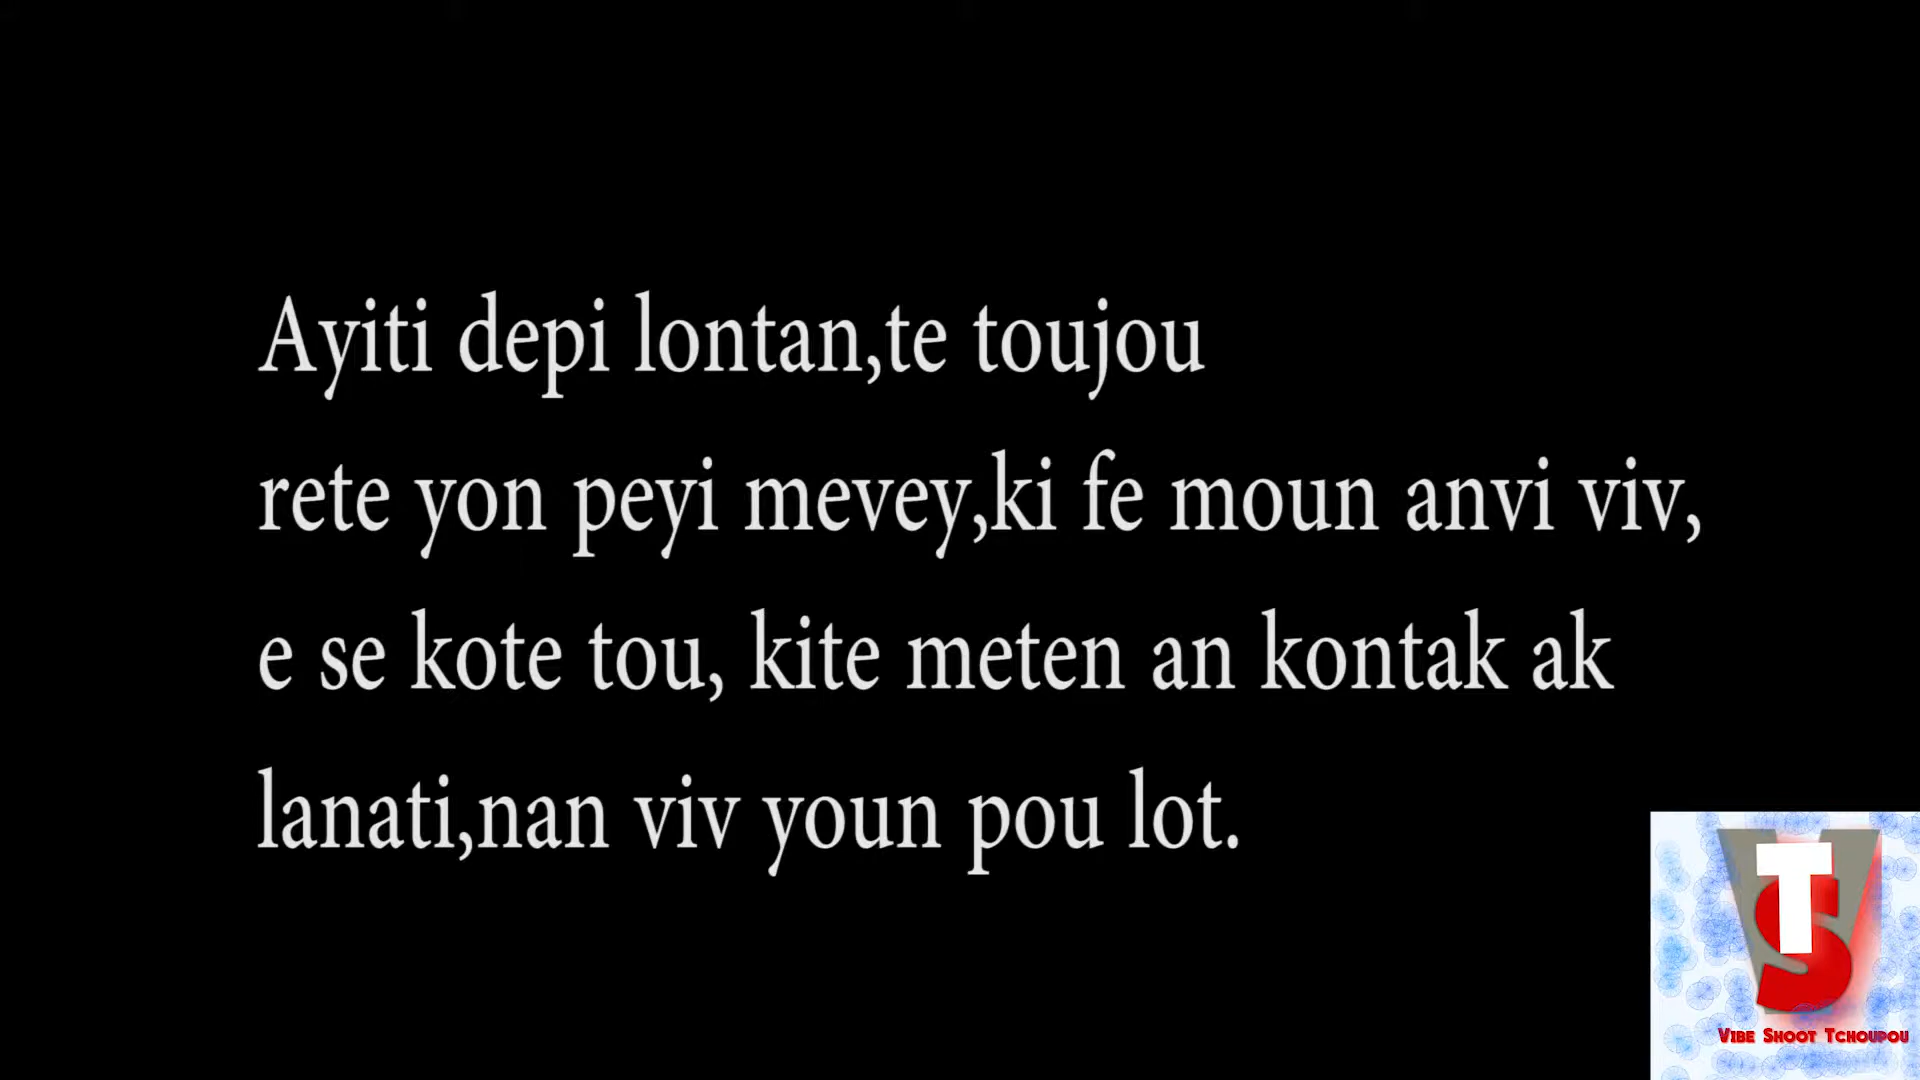 Ayiti depi lontan,te toujou
rete yon peyi mevey,ki fe moun anvi viv,
e se kote tou, kite meten an kontak ak
lanati,nan viv youn pou lot.
VTS
VIBE SHOOT TCHOUPOU